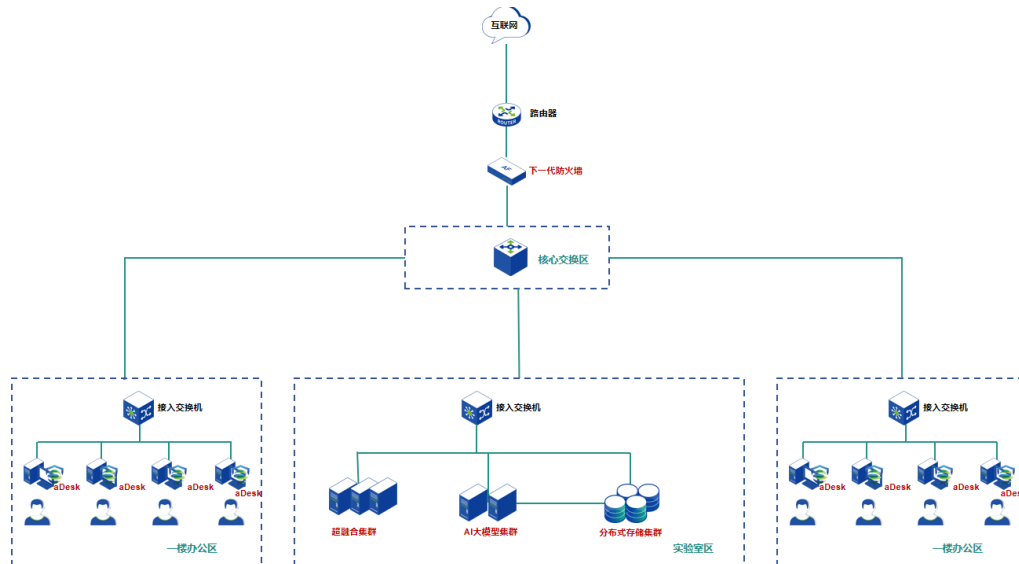 互联网
ROUTER
路由器
AF
下一代防火墙
核心交换区
接入交换机
接入交换机
接入交换机
aDesk
aDesk
aDesk
aDesk
aDesk
aDesk
aDesk
aDesk
超融合集群
AI大模型集群
分布式存储集群
一楼办公区
实验室区
一楼办公区